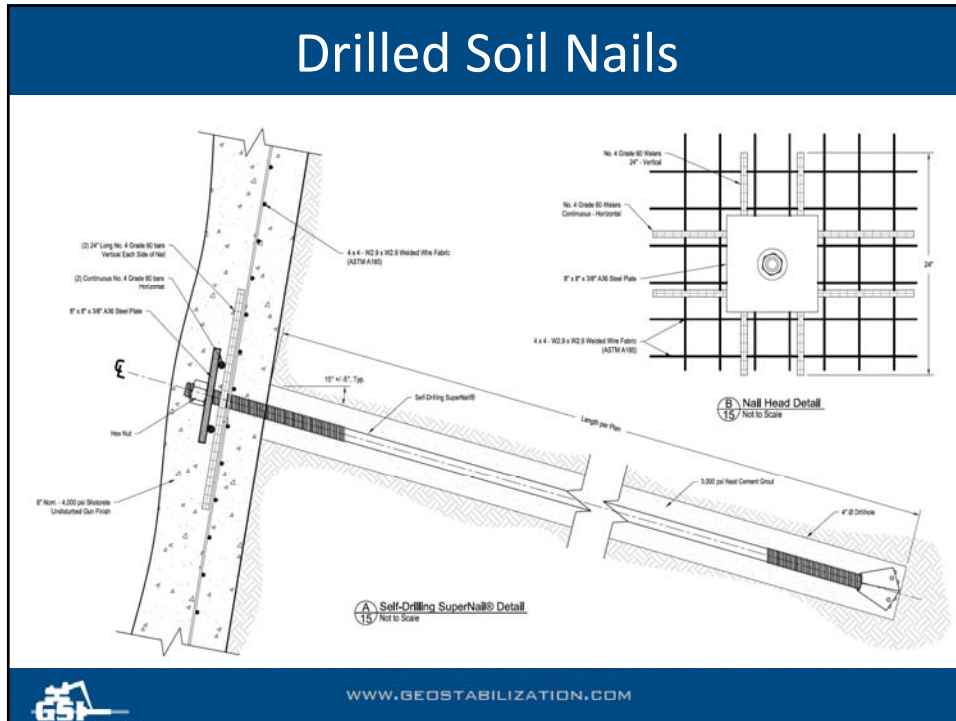 Drilled Soil Nails
No. 4 Grade 60 Walers
24" - Vertical
No. 4 Grade 60 Walers
Continuous - Horizontal
(2) 24" Long No. 4 Grade 60 bars
Vertical Each Side of Nail
4 x 4 - W2.9 x W2.9 Welded Wire Fabric
(ASTM A185)
(2) Continuous No. 4 Grade 60 bars
Horizontal
8" x 8" x 3/8" A36 Steel Plate
24"
8" x 8" x 3/8" A36 Steel Plate
4 x 4 - W2.9 x W2.9 Welded Wire Fabric
(ASTM A185)
℄
15° +/-5°, Typ.
Self-Drilling SuperNail®
B Nail Head Detail
15 Not to Scale
Length per Plan
Hex Nut
3,000 psi Neat Cement Grout
6" Nom. - 4,000 psi Shotcrete
Undisturbed Gun Finish
4" Ø Drillhole
A Self-Drilling SuperNail® Detail
15 Not to Scale
GSI
WWW.GEOSTABILIZATION.COM